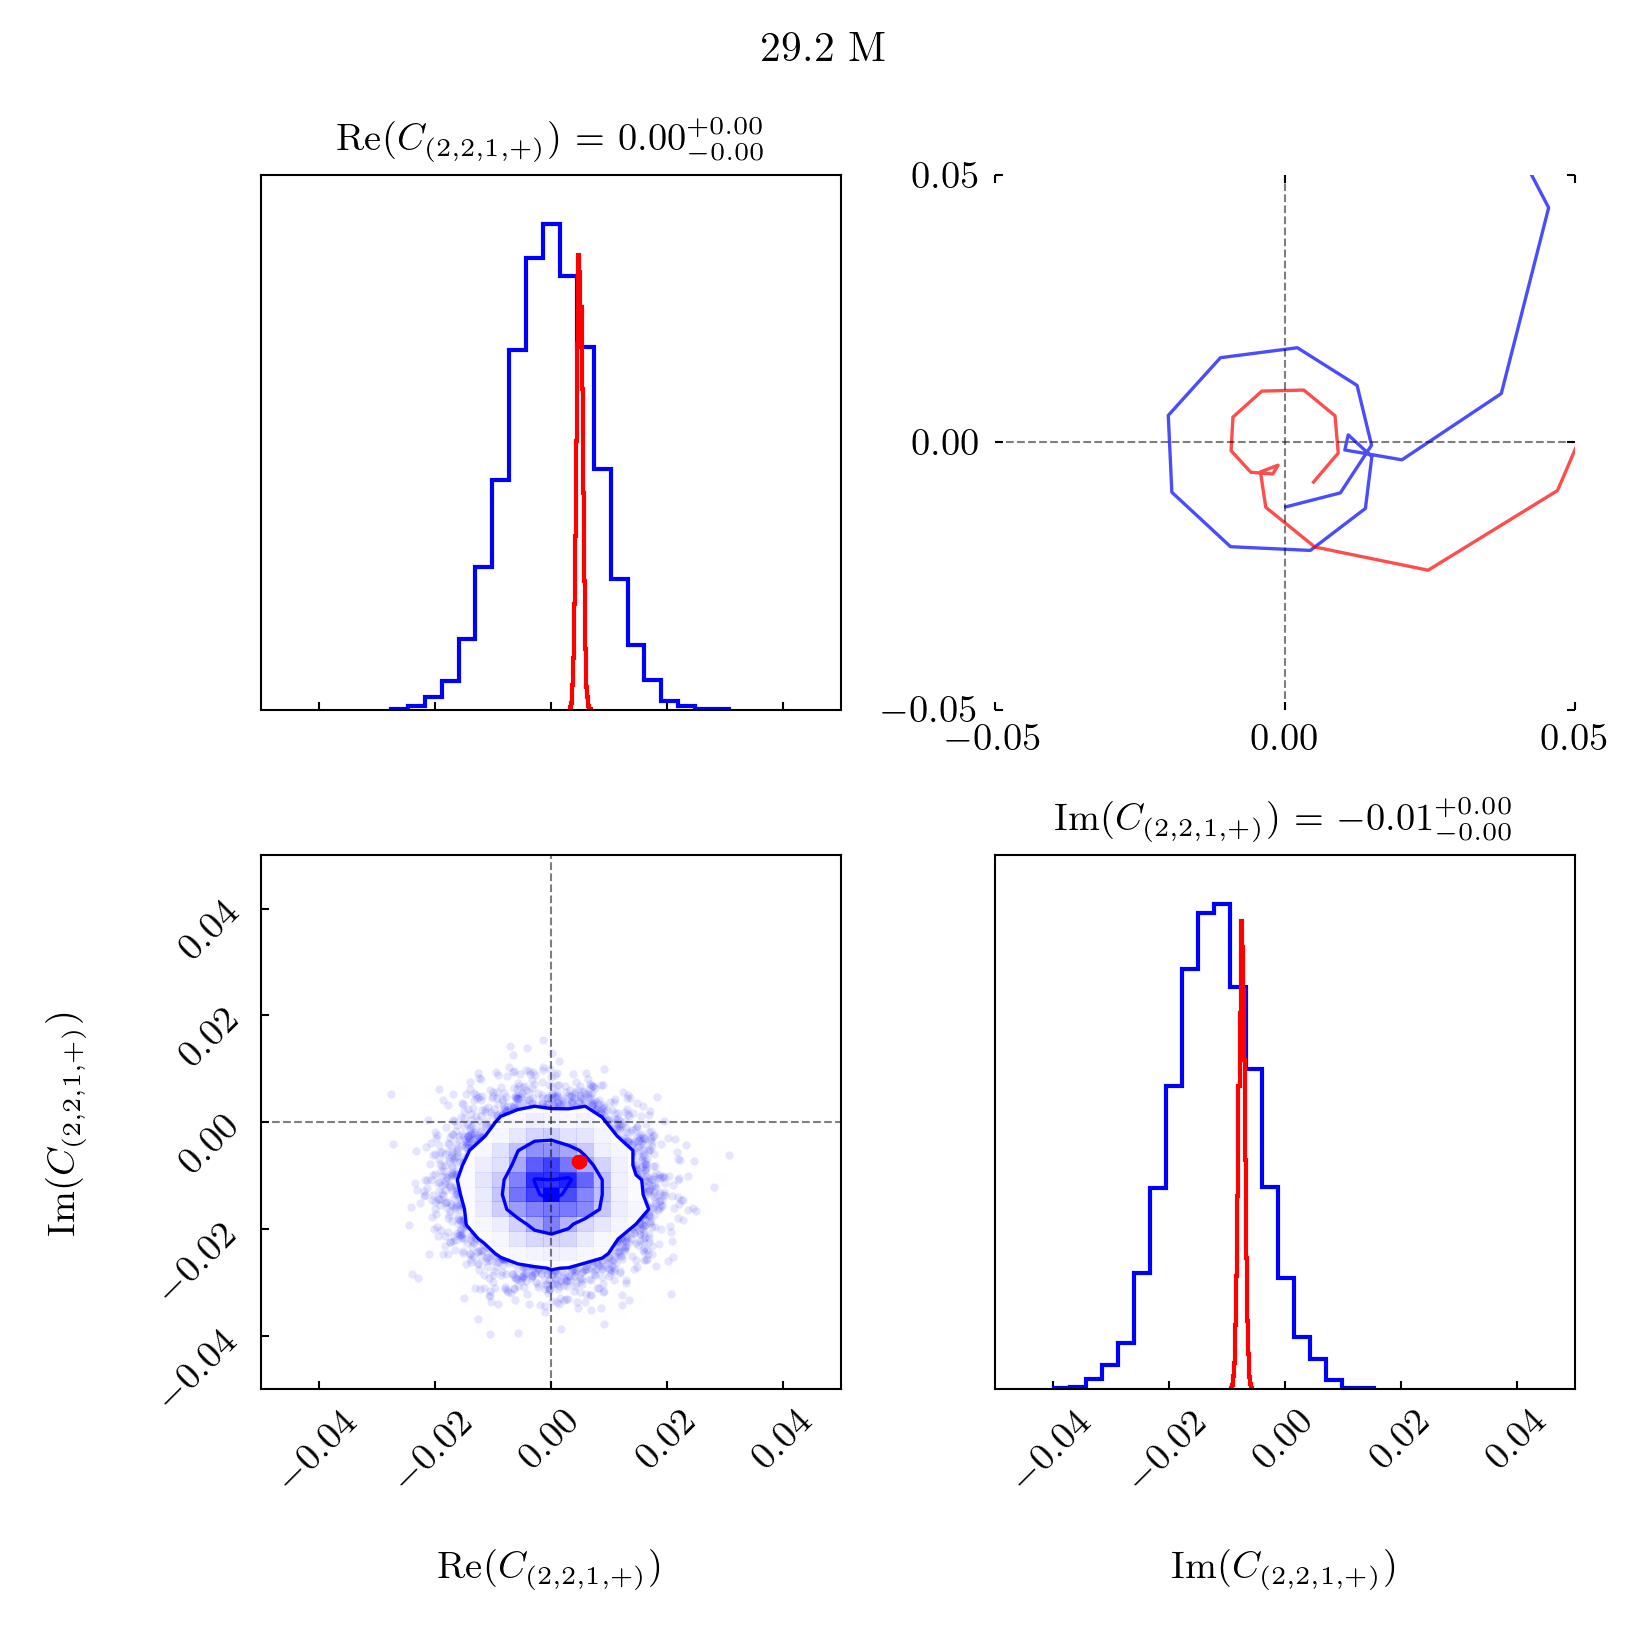 29.2 M
Re(C_{(2,2,1,+)}) = 0.00^{+0.00}_{-0.00}
0.05
0.00
−0.05
−0.05 0.00 0.05
Im(C_{(2,2,1,+)}) = −0.01^{+0.00}_{-0.00}
0.04
0.02
0.00
−0.02
−0.04
Im(C_{(2,2,1,+)})
−0.04 −0.02 0.00 0.02 0.04
−0.04 −0.02 0.00 0.02 0.04
Re(C_{(2,2,1,+)})
Im(C_{(2,2,1,+)})